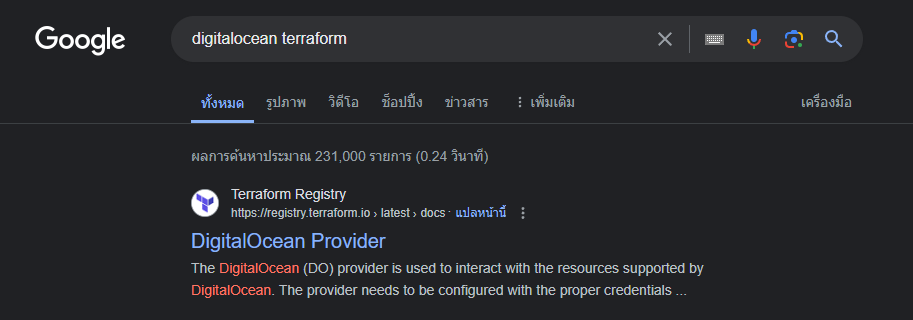 Google
digitalocean terraform
ทั้งหมด รูปภาพ วิดีโอ ช็อปปิ้ง ข่าวสาร เพิ่มเติม เครื่องมือ
ผลการค้นหาประมาณ 231,000 รายการ (0.24 วินาที)
Terraform Registry
https://registry.terraform.io › latest › docs · แปลหน้านี้
DigitalOcean Provider
The DigitalOcean (DO) provider is used to interact with the resources supported by
DigitalOcean. The provider needs to be configured with the proper credentials ...